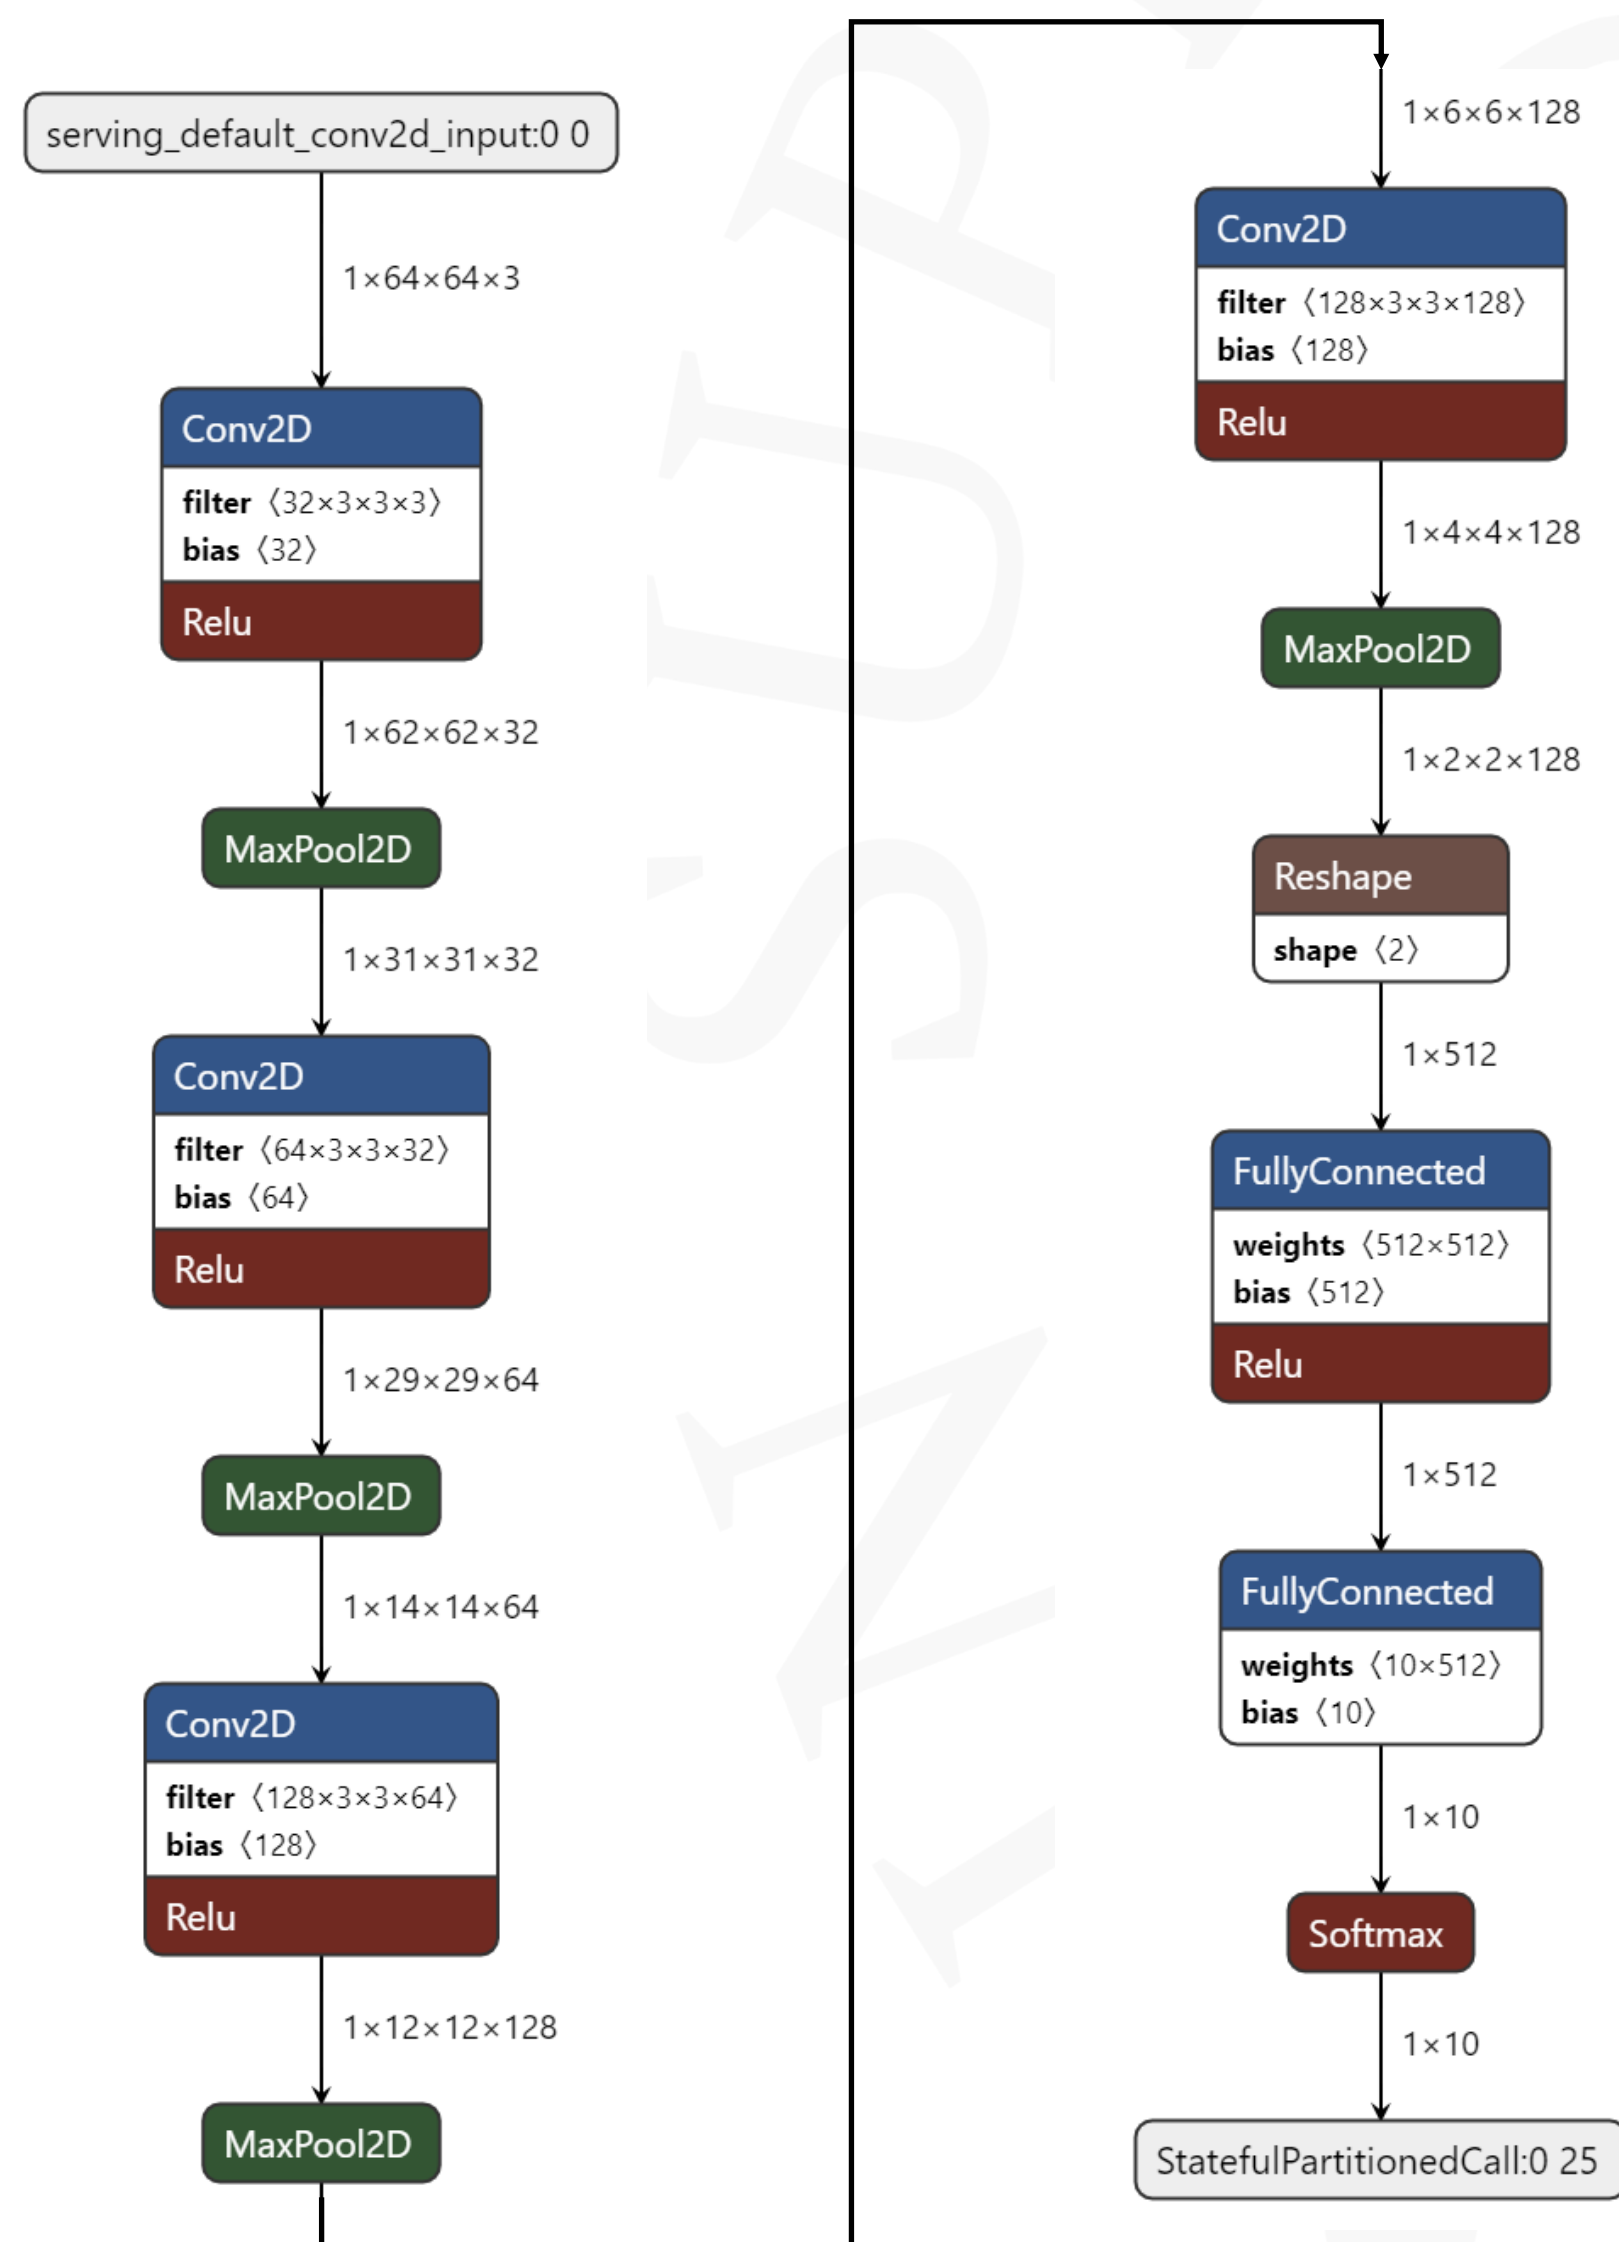 serving_default_conv2d_input:0 0
1×64×64×3
Conv2D
filter ⟨32×3×3×3⟩
bias ⟨32⟩
Relu
1×62×62×32
MaxPool2D
1×31×31×32
Conv2D
filter ⟨64×3×3×32⟩
bias ⟨64⟩
Relu
1×29×29×64
MaxPool2D
1×14×14×64
Conv2D
filter ⟨128×3×3×64⟩
bias ⟨128⟩
Relu
1×12×12×128
MaxPool2D
1×6×6×128
Conv2D
filter ⟨128×3×3×128⟩
bias ⟨128⟩
Relu
1×4×4×128
MaxPool2D
1×2×2×128
Reshape
shape ⟨2⟩
1×512
FullyConnected
weights ⟨512×512⟩
bias ⟨512⟩
Relu
1×512
FullyConnected
weights ⟨10×512⟩
bias ⟨10⟩
1×10
Softmax
1×10
StatefulPartitionedCall:0 25